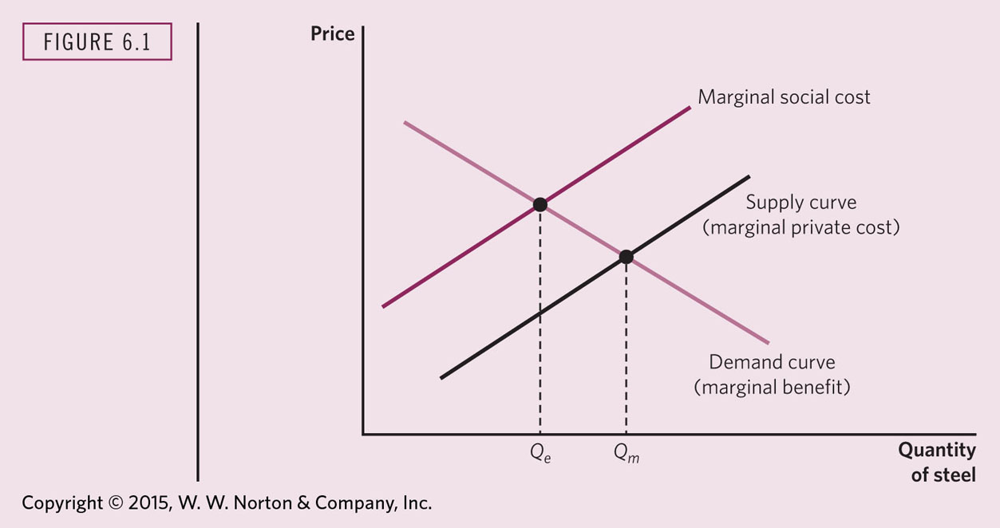 FIGURE 6.1
Price
Marginal social cost
Supply curve
(marginal private cost)
Demand curve
(marginal benefit)
Qe
Qm
Quantity
of steel
Copyright © 2015, W. W. Norton & Company, Inc.